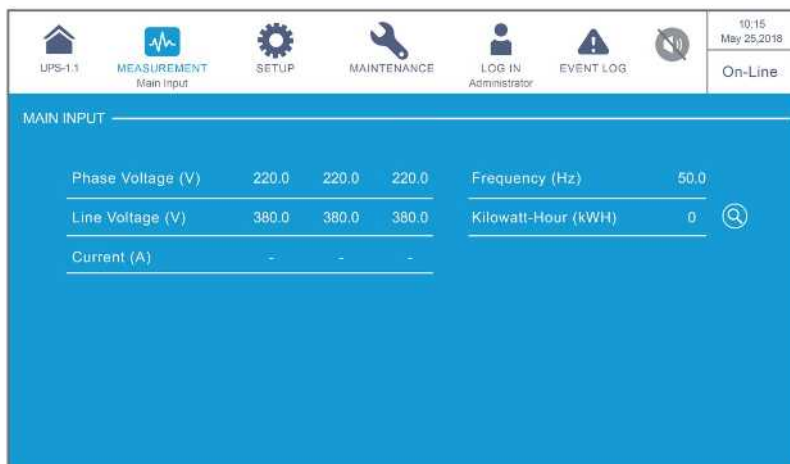 10:15
May 25,2018
On-Line
UPS-1.1
MEASUREMENT
Main Input
SETUP
MAINTENANCE
LOG IN
Administrator
EVENT LOG
MAIN INPUT
Phase Voltage (V) 220.0 220.0 220.0
Frequency (Hz) 50.0
Line Voltage (V) 380.0 380.0 380.0
Kilowatt-Hour (kWH) 0
Current (A) - - -